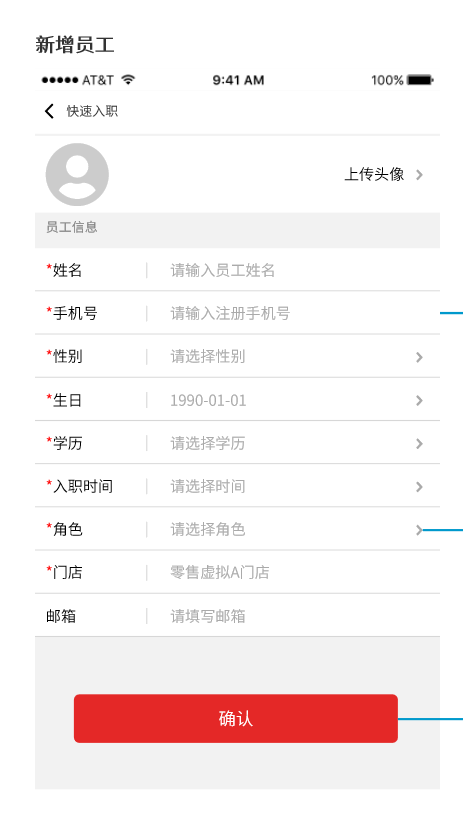 新增员工
AT&T 9:41 AM 100%
快速入职
上传头像
员工信息
*姓名 请输入员工姓名
*手机号 请输入注册手机号
*性别 请选择性别
*生日 1990-01-01
*学历 请选择学历
*入职时间 请选择时间
*角色 请选择角色
*门店 零售虚拟A门店
邮箱 请填写邮箱
确认